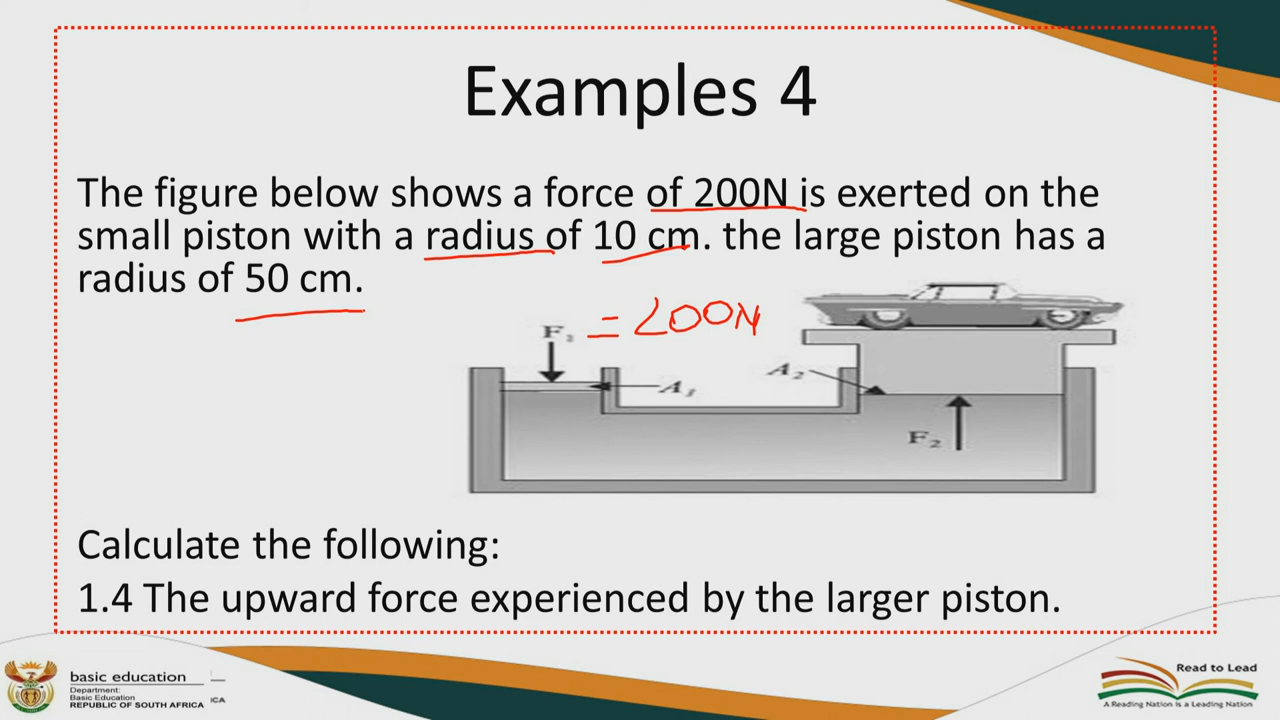 Examples 4
The figure below shows a force of 200N is exerted on the
small piston with a radius of 10 cm. the large piston has a
radius of 50 cm.
F₁ = 200N
A₁
A₂
F₂
Calculate the following:
1.4 The upward force experienced by the larger piston.
basic education
Department:
Basic Education
REPUBLIC OF SOUTH AFRICA
ICA
Read to Lead
A Reading Nation is a Leading Nation